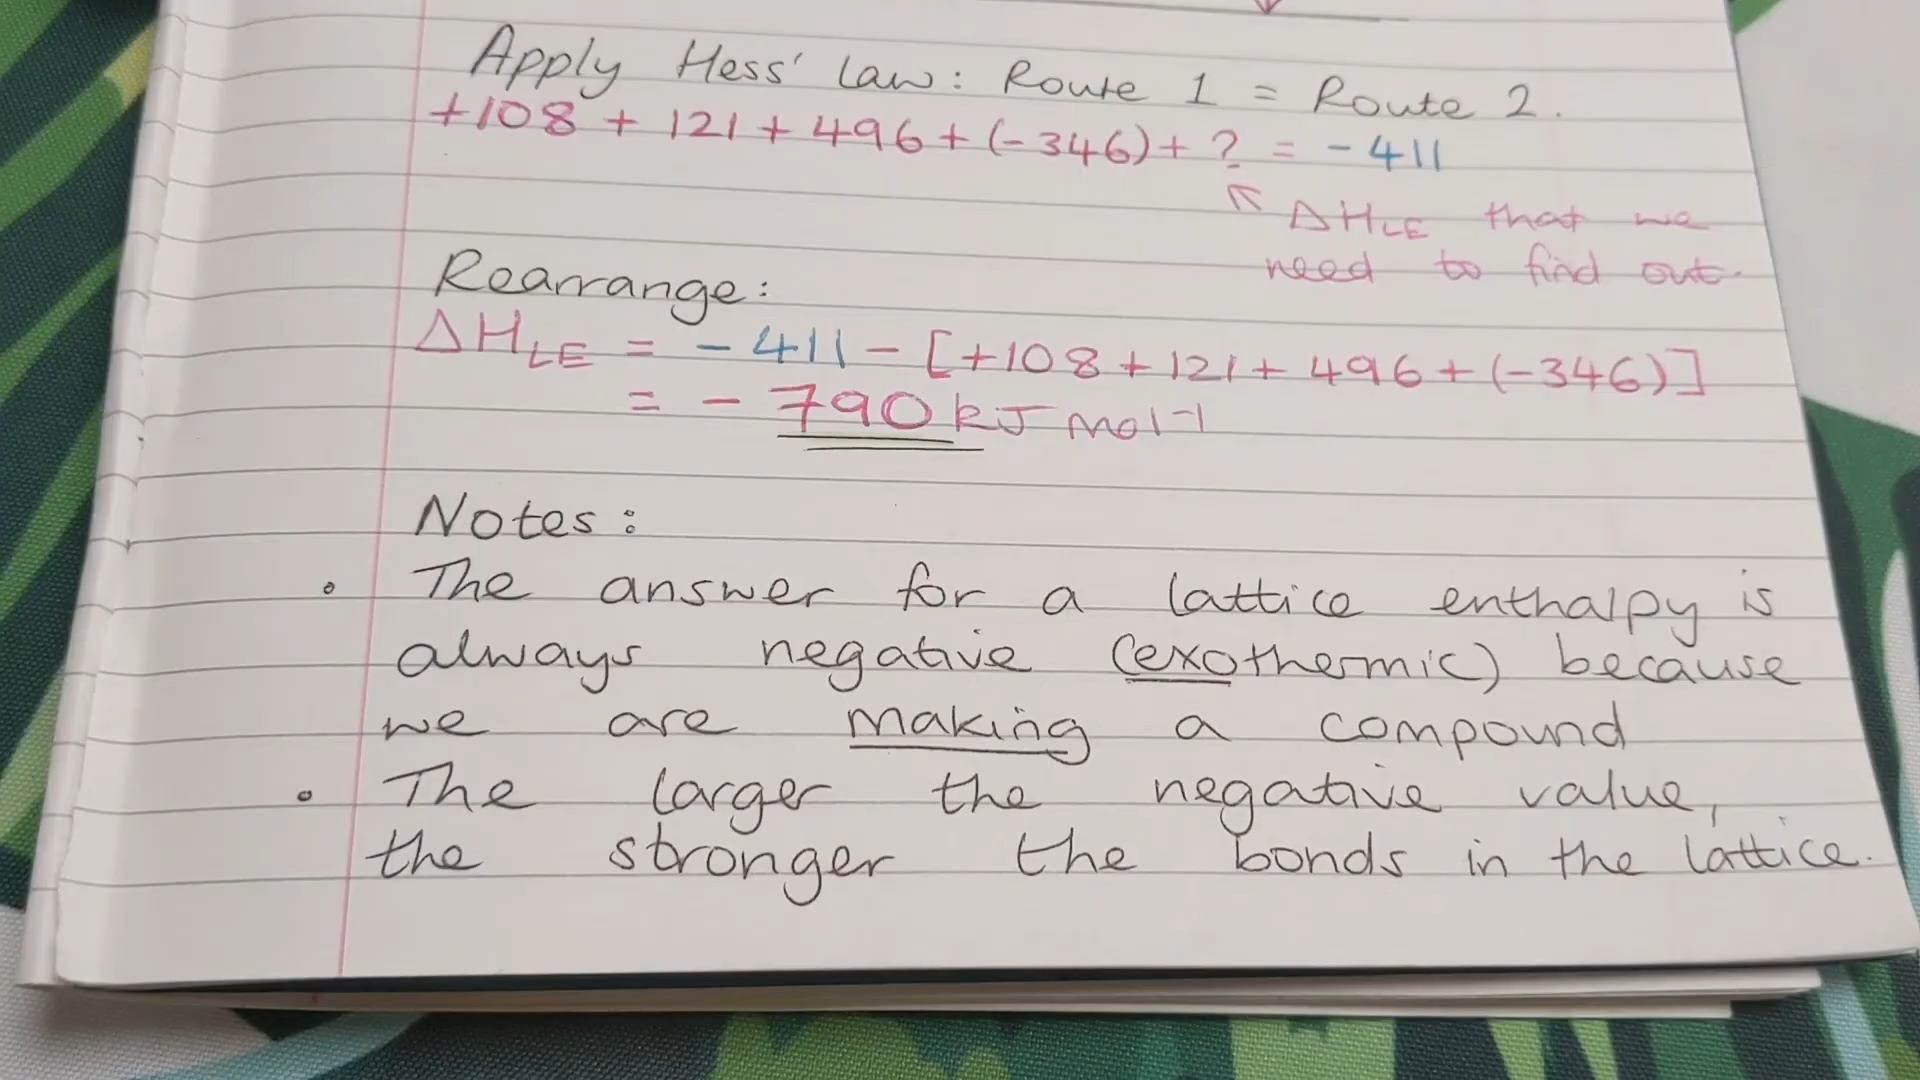 Apply Hess' law: Route 1 = Route 2.
+108 + 121 + 496 + (-346) + ? = -411
↖ ΔHLE that we
need to find out.
Rearrange:
ΔHLE = -411 - [+108 + 121 + 496 + (-346)]
= -790 kJ mol-1
Notes:
• The answer for a lattice enthalpy is
always negative (exothermic) because
we are making a compound
• The larger the negative value,
the stronger the bonds in the lattice.